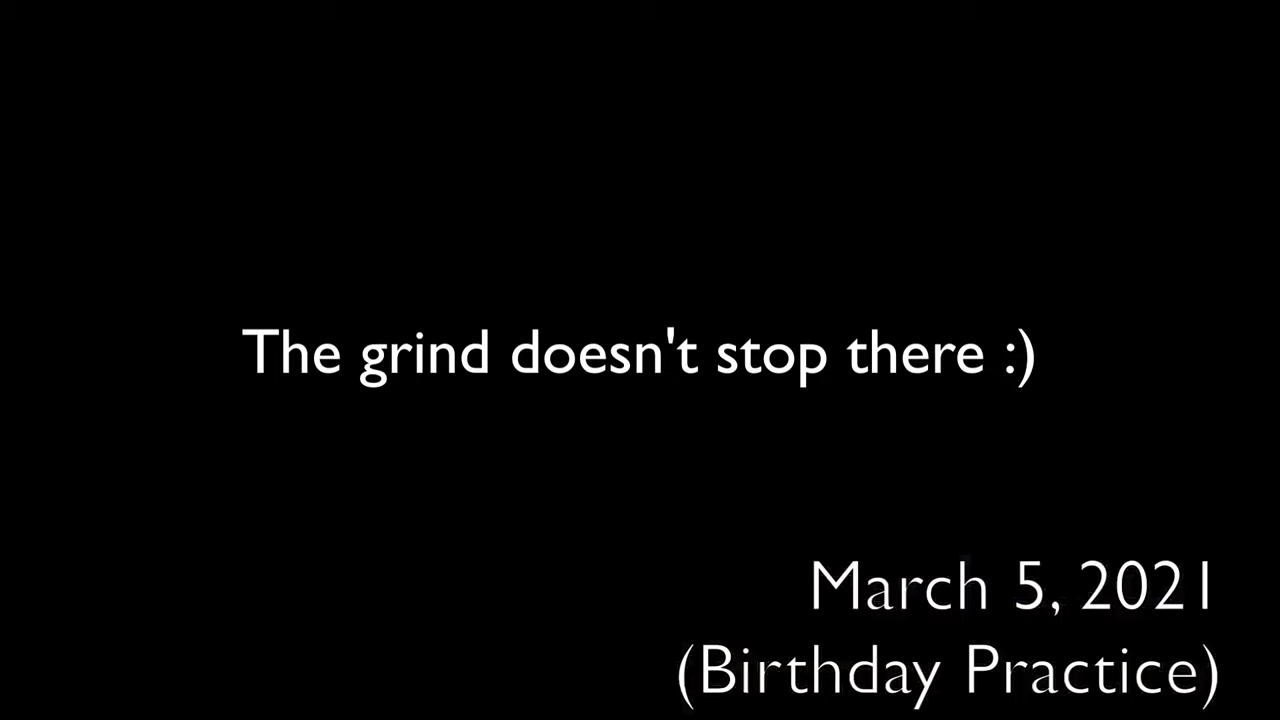 The grind doesn't stop there :)
March 5, 2021
(Birthday Practice)